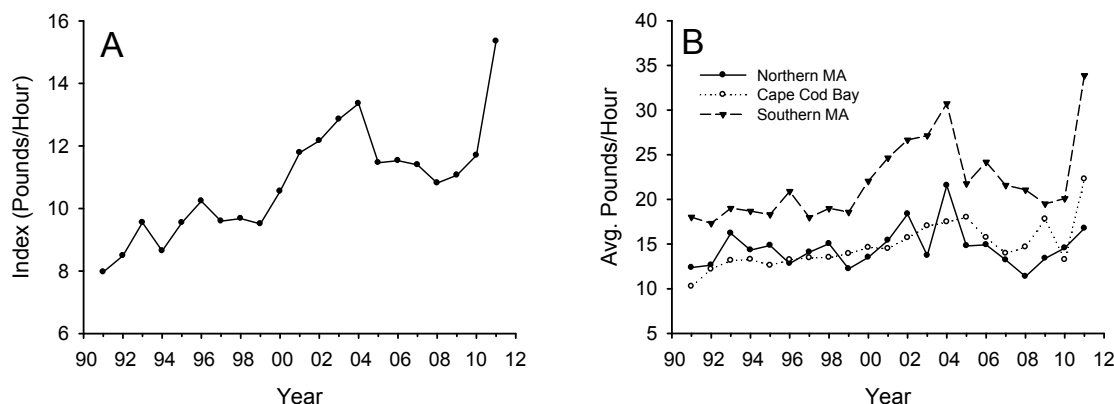 A
Index (Pounds/Hour)
16
14
12
10
8
6
90 92 94 96 98 00 02 04 06 08 10 12
Year
B
Avg. Pounds/Hour
40
35
30
25
20
15
10
5
Northern MA
Cape Cod Bay
Southern MA
90 92 94 96 98 00 02 04 06 08 10 12
Year